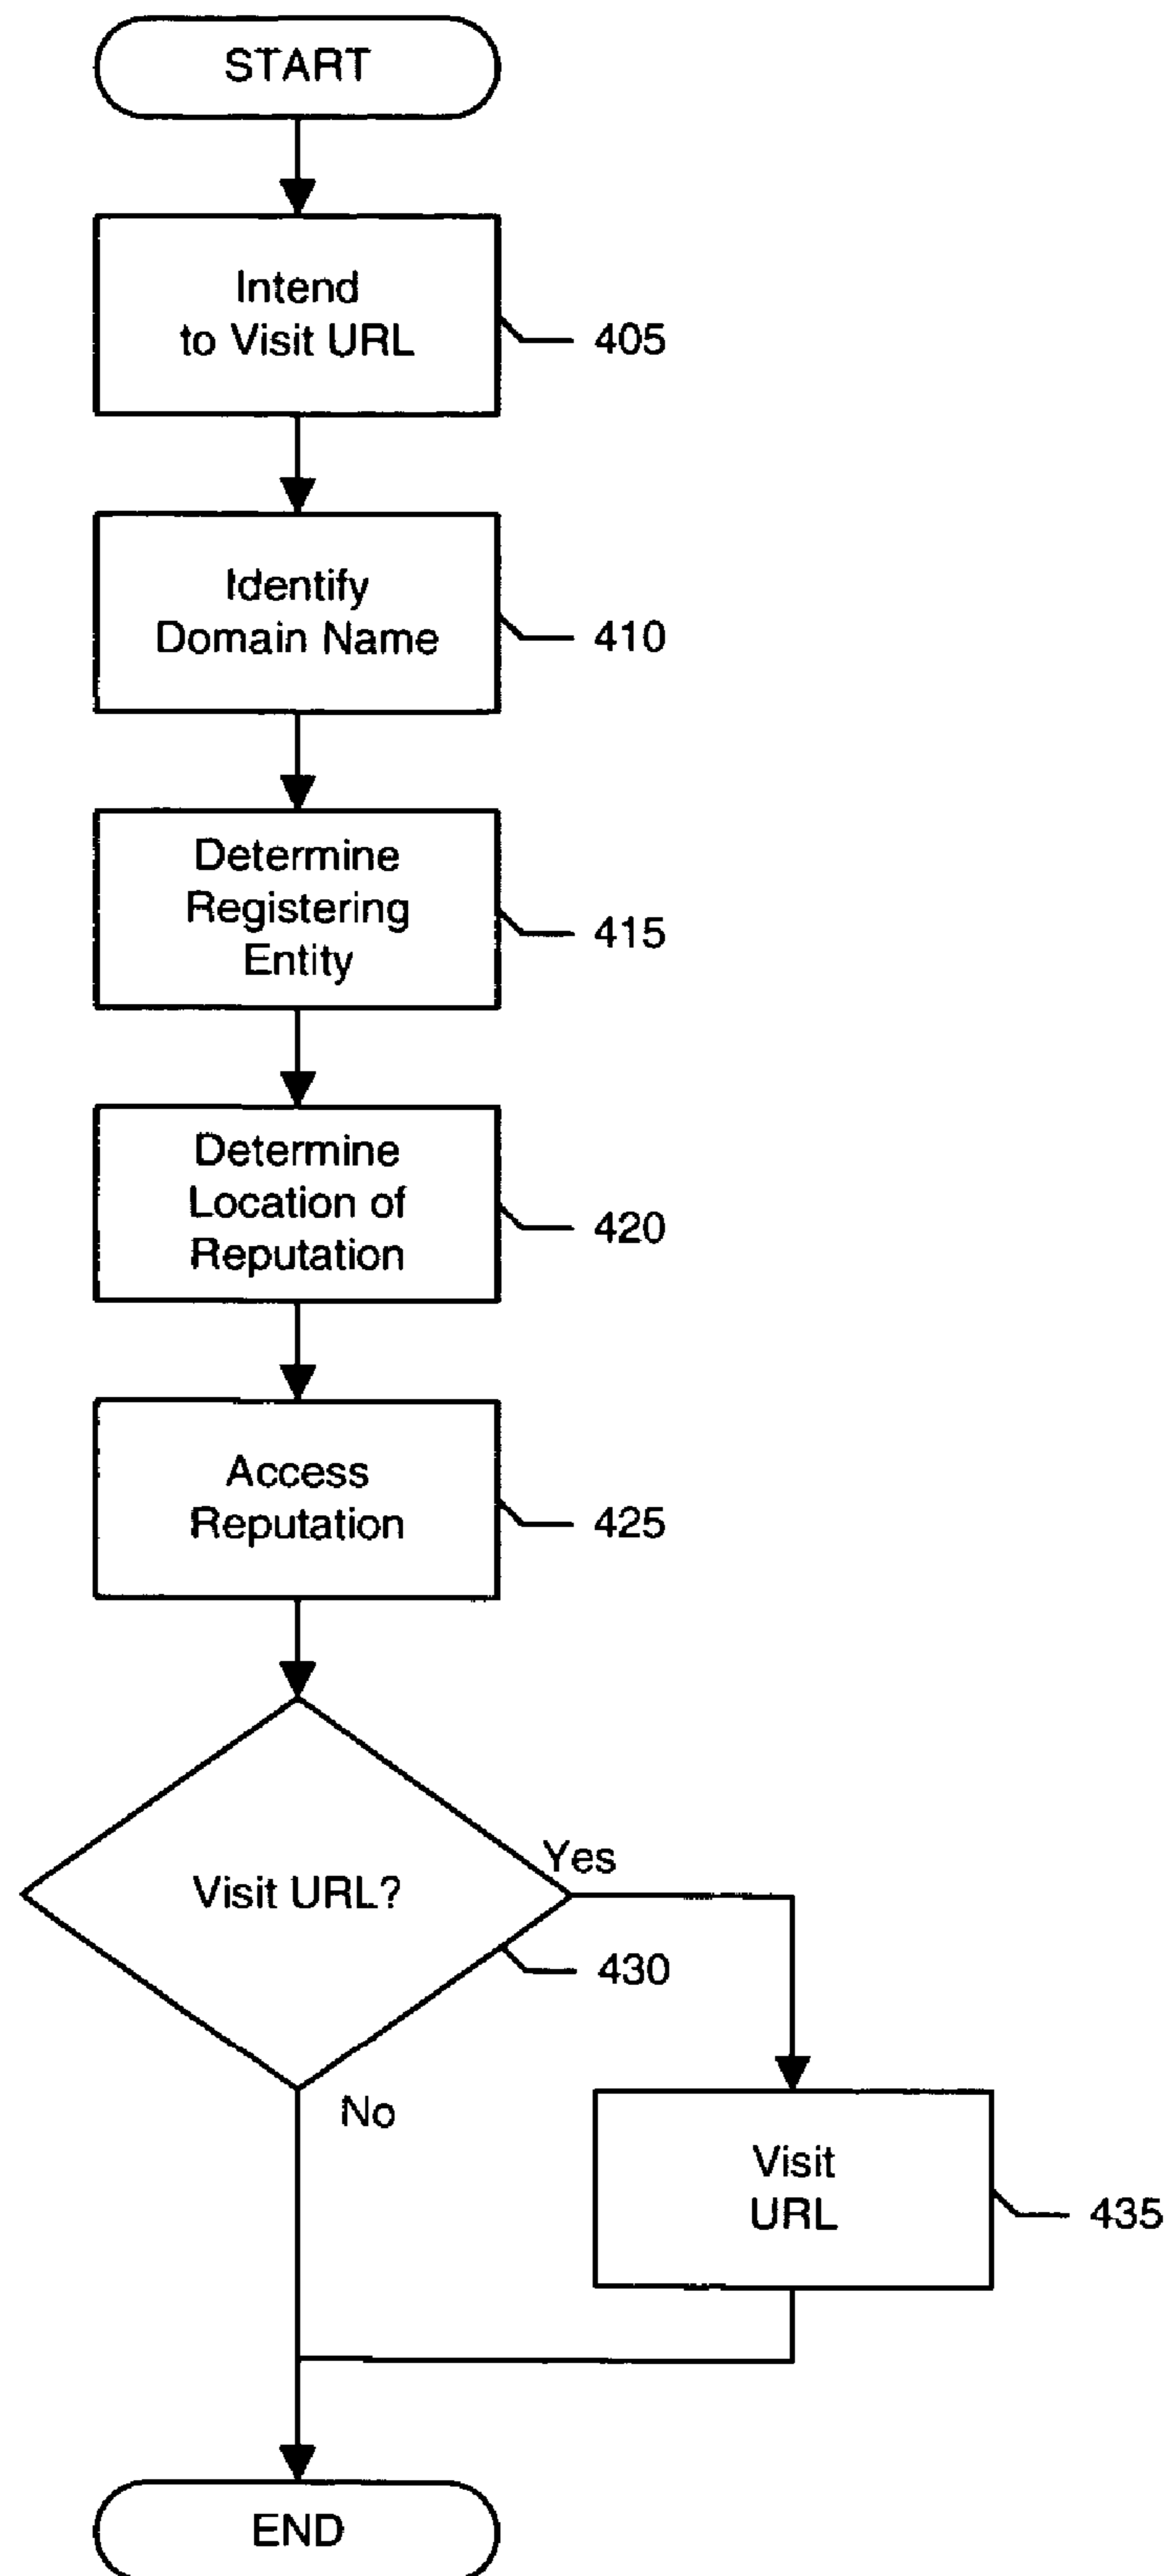 START
Intend
to Visit URL
405
Identify
Domain Name
410
Determine
Registering
Entity
415
Determine
Location of
Reputation
420
Access
Reputation
425
Yes
Visit URL?
430
No
Visit
URL
435
END